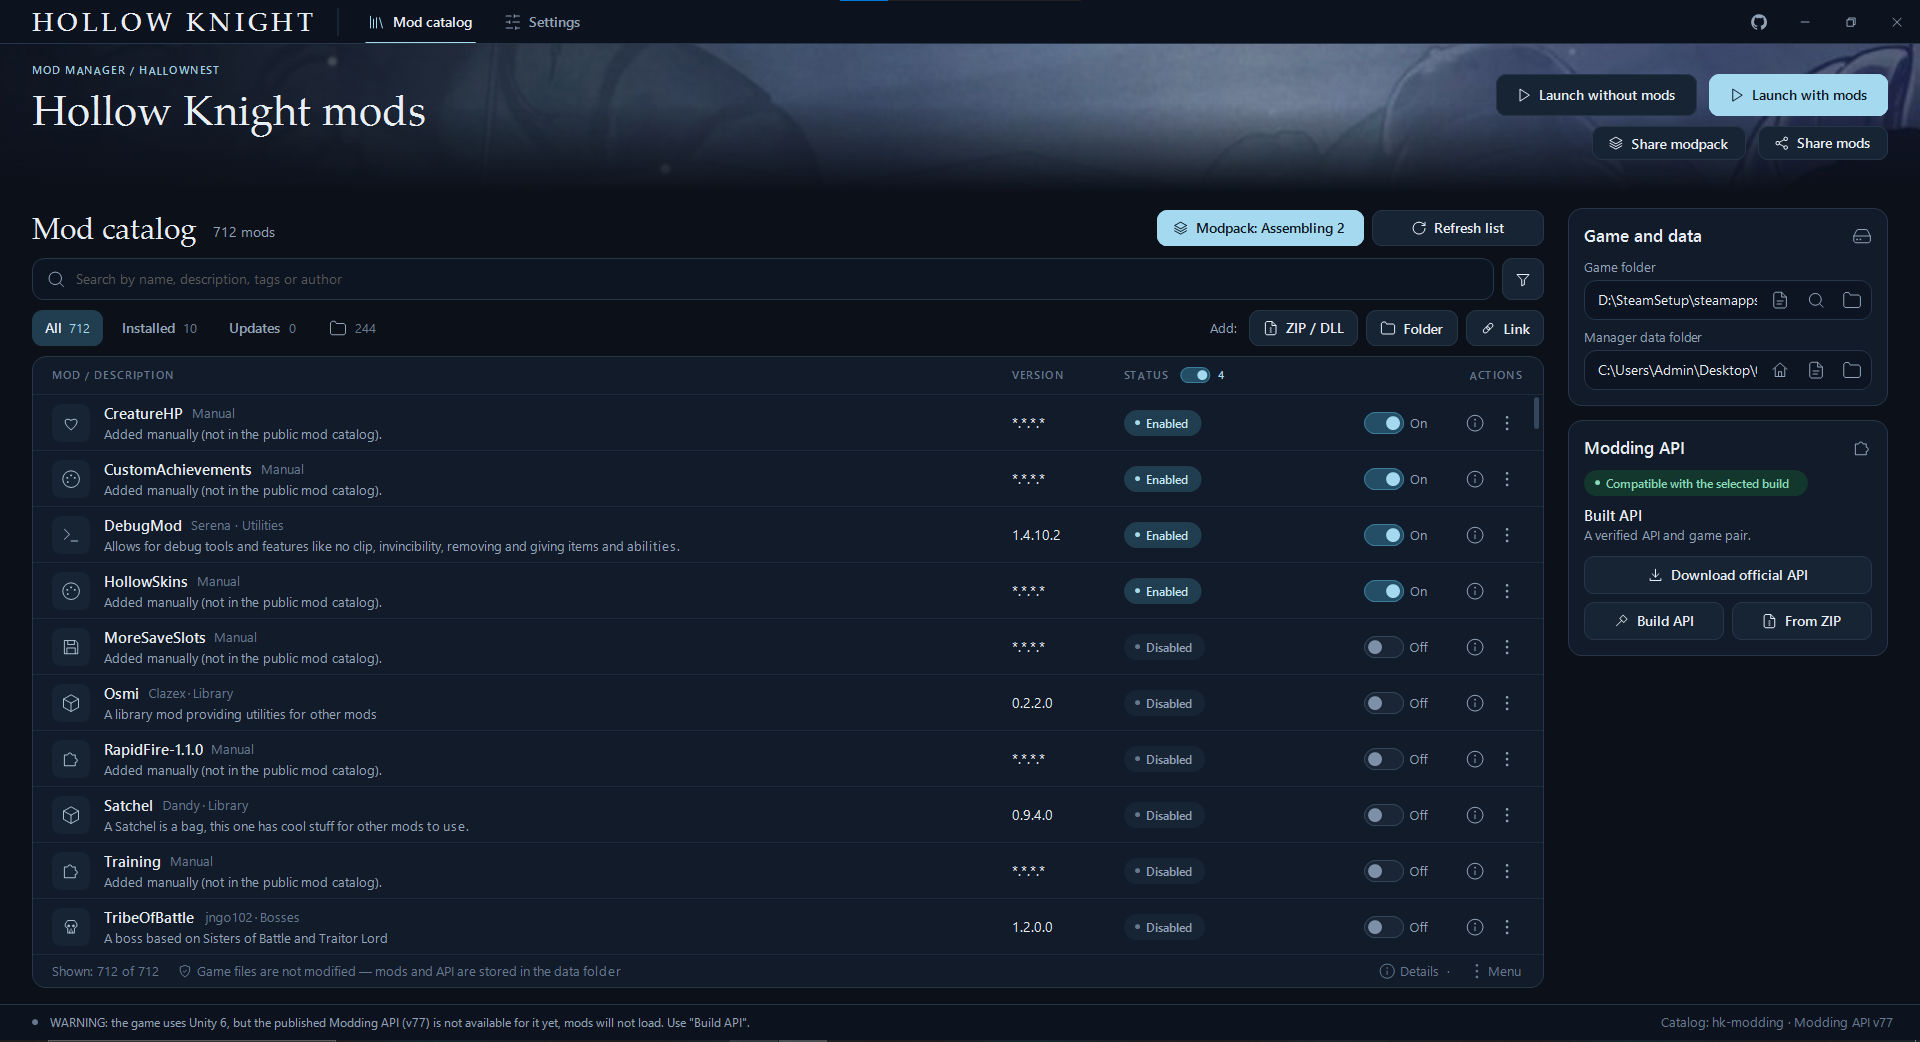 HOLLOW KNIGHT
Mod catalog
Settings
MOD MANAGER / HALLOWNEST
Hollow Knight mods
Launch without mods
Launch with mods
Share modpack
Share mods
Mod catalog 712 mods
Modpack: Assembling 2
Refresh list
Search by name, description, tags or author
All 712
Installed 10
Updates 0
244
Add:
ZIP / DLL
Folder
Link
MOD / DESCRIPTION VERSION STATUS 4 ACTIONS
CreatureHP Manual
Added manually (not in the public mod catalog).
*.*.*.* Enabled On
CustomAchievements Manual
Added manually (not in the public mod catalog).
*.*.*.* Enabled On
DebugMod Serena · Utilities
Allows for debug tools and features like no clip, invincibility, removing and giving items and abilities.
1.4.10.2 Enabled On
HollowSkins Manual
Added manually (not in the public mod catalog).
*.*.*.* Enabled On
MoreSaveSlots Manual
Added manually (not in the public mod catalog).
*.*.*.* Disabled Off
Osmi Clazex · Library
A library mod providing utilities for other mods
0.2.2.0 Disabled Off
RapidFire-1.1.0 Manual
Added manually (not in the public mod catalog).
*.*.*.* Disabled Off
Satchel Dandy · Library
A Satchel is a bag, this one has cool stuff for other mods to use.
0.9.4.0 Disabled Off
Training Manual
Added manually (not in the public mod catalog).
*.*.*.* Disabled Off
TribeOfBattle jngo102 · Bosses
A boss based on Sisters of Battle and Traitor Lord
1.2.0.0 Disabled Off
Shown: 712 of 712 Game files are not modified — mods and API are stored in the data folder
Details · Menu
Game and data
Game folder
D:\SteamSetup\steamapps
Manager data folder
C:\Users\Admin\Desktop\
Modding API
Compatible with the selected build
Built API
A verified API and game pair.
Download official API
Build API
From ZIP
WARNING: the game uses Unity 6, but the published Modding API (v77) is not available for it yet, mods will not load. Use "Build API".
Catalog: hk-modding · Modding API v77